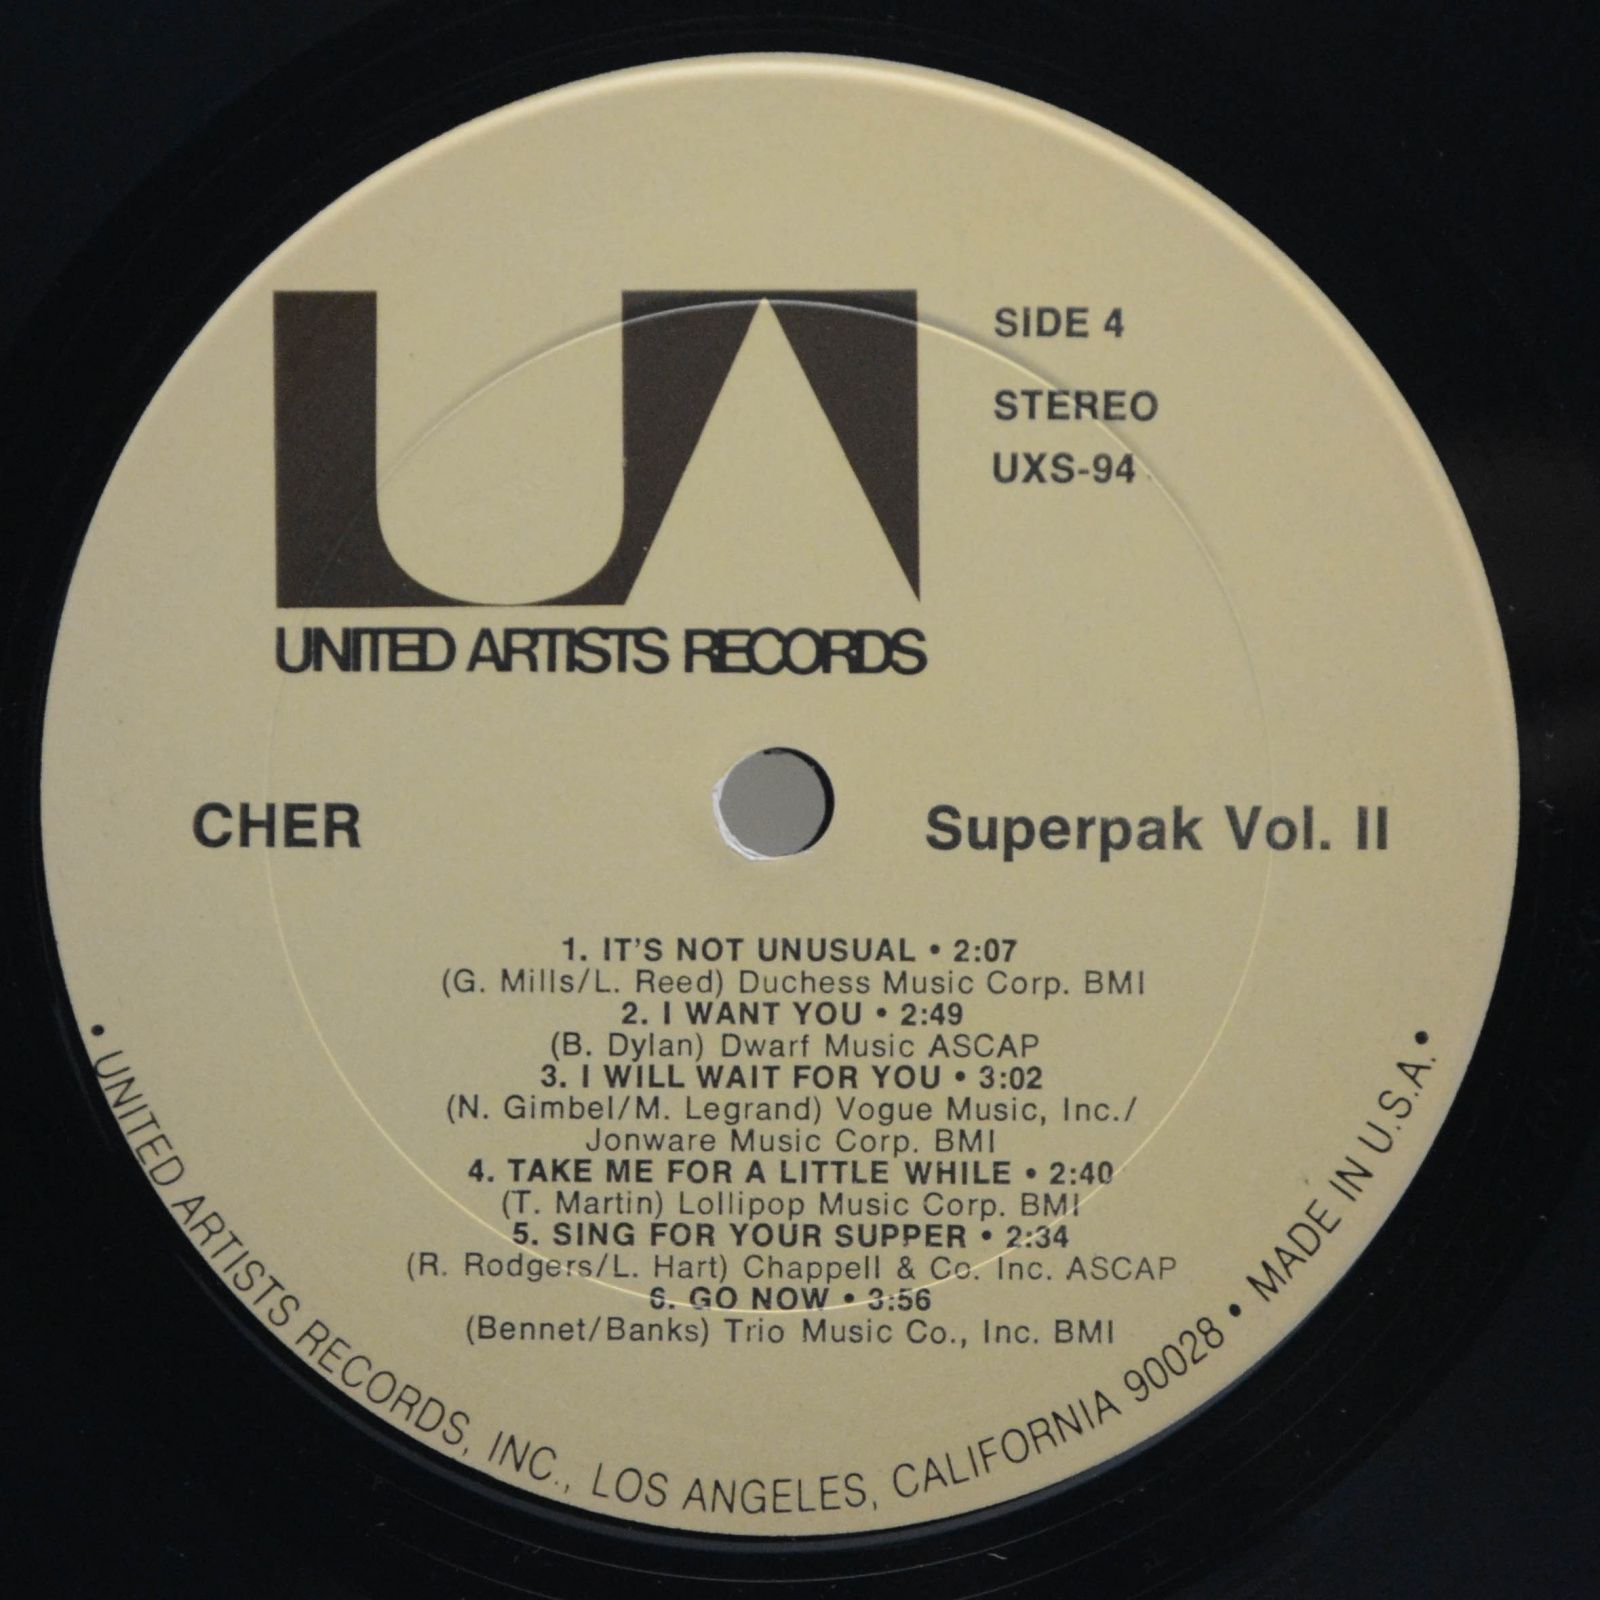 UA
UNITED ARTISTS RECORDS
SIDE 4
STEREO
UXS-94
CHER
Superpak Vol. II
1. IT'S NOT UNUSUAL • 2:07
(G. Mills/L. Reed) Duchess Music Corp. BMI
2. I WANT YOU • 2:49
(B. Dylan) Dwarf Music ASCAP
3. I WILL WAIT FOR YOU • 3:02
(N. Gimbel/M. Legrand) Vogue Music, Inc./
Jonware Music Corp. BMI
4. TAKE ME FOR A LITTLE WHILE • 2:40
(T. Martin) Lollipop Music Corp. BMI
5. SING FOR YOUR SUPPER • 2:34
(R. Rodgers/L. Hart) Chappell & Co. Inc. ASCAP
6. GO NOW • 3:56
(Bennet/Banks) Trio Music Co., Inc. BMI
• UNITED ARTISTS RECORDS, INC., LOS ANGELES, CALIFORNIA 90028 • MADE IN U.S.A. •